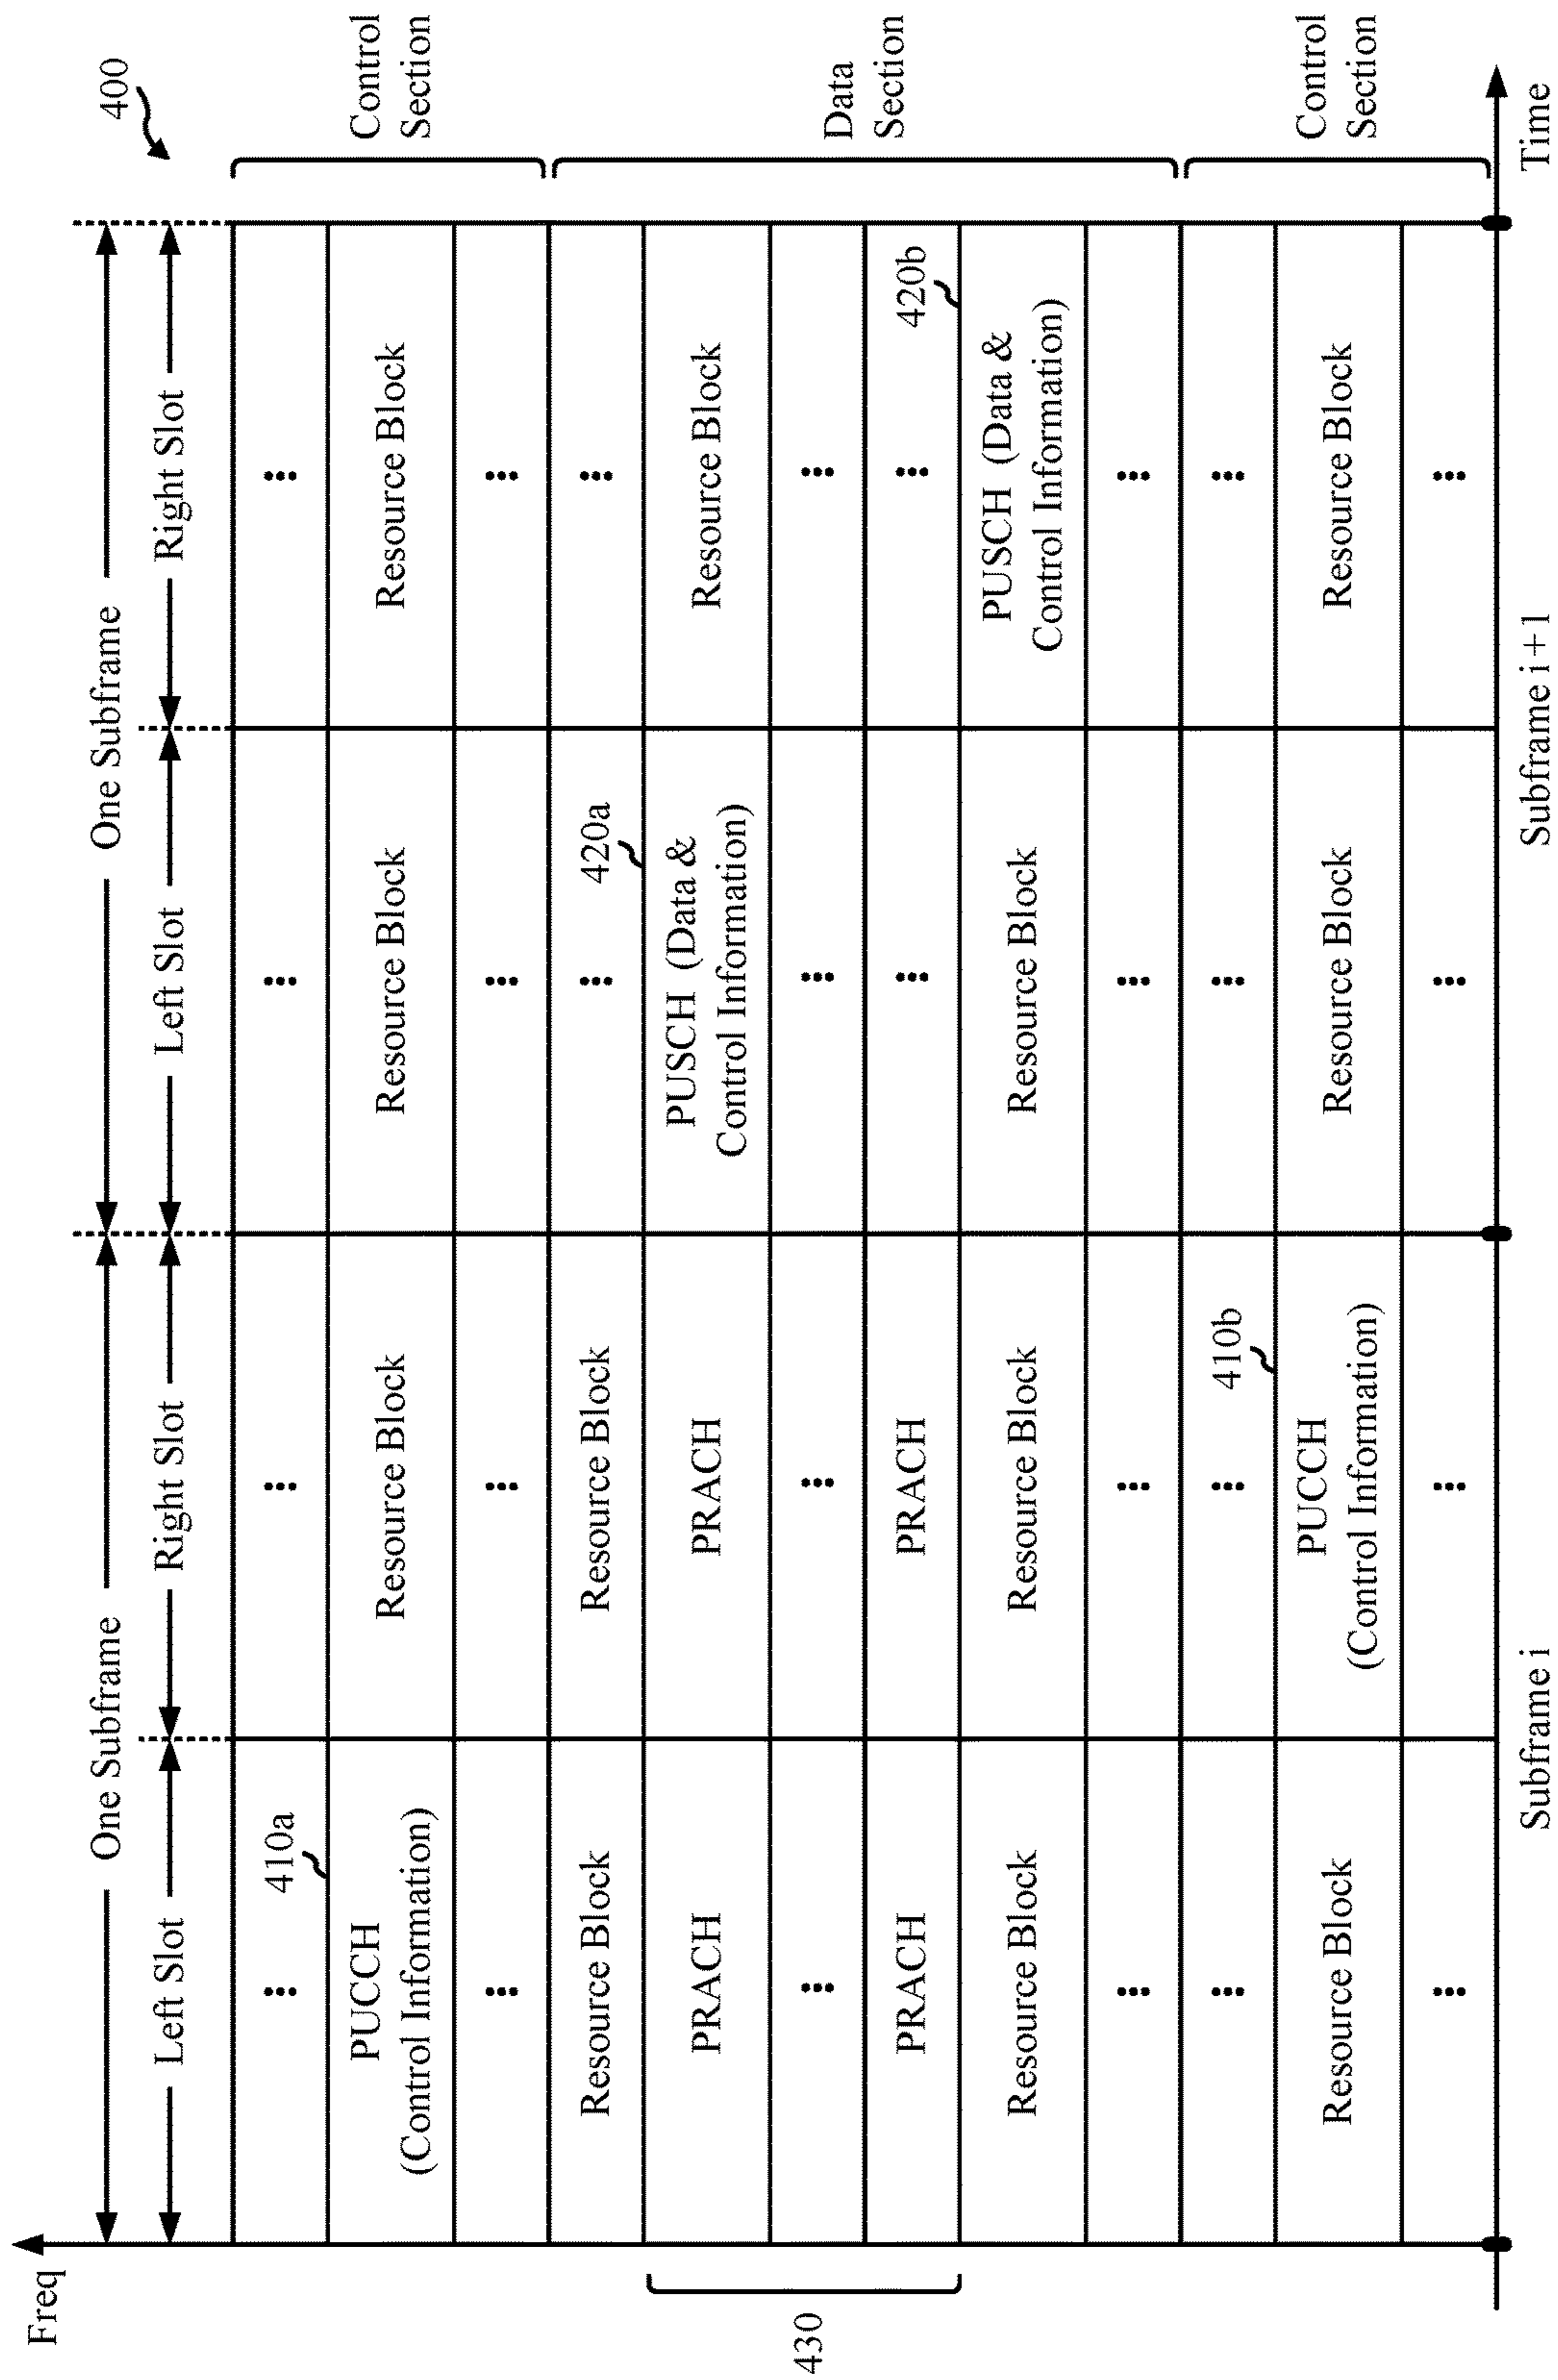 400
Freq
One Subframe
One Subframe
Left Slot
Right Slot
Left Slot
Right Slot
⋮
410a
⋮
⋮
⋮
Control
Section
PUCCH
(Control Information)
Resource Block
Resource Block
Resource Block
⋮
⋮
⋮
⋮
Resource Block
Resource Block
⋮
420a
⋮
Data
Section
430
PRACH
PRACH
PUSCH (Data &
Control Information)
Resource Block
⋮
⋮
⋮
⋮
PRACH
PRACH
⋮
⋮
420b
Resource Block
Resource Block
Resource Block
PUSCH (Data &
Control Information)
⋮
⋮
⋮
⋮
⋮
⋮
410b
⋮
⋮
Control
Section
Resource Block
PUCCH
(Control Information)
Resource Block
Resource Block
⋮
⋮
⋮
⋮
Subframe i
Subframe i+1
Time